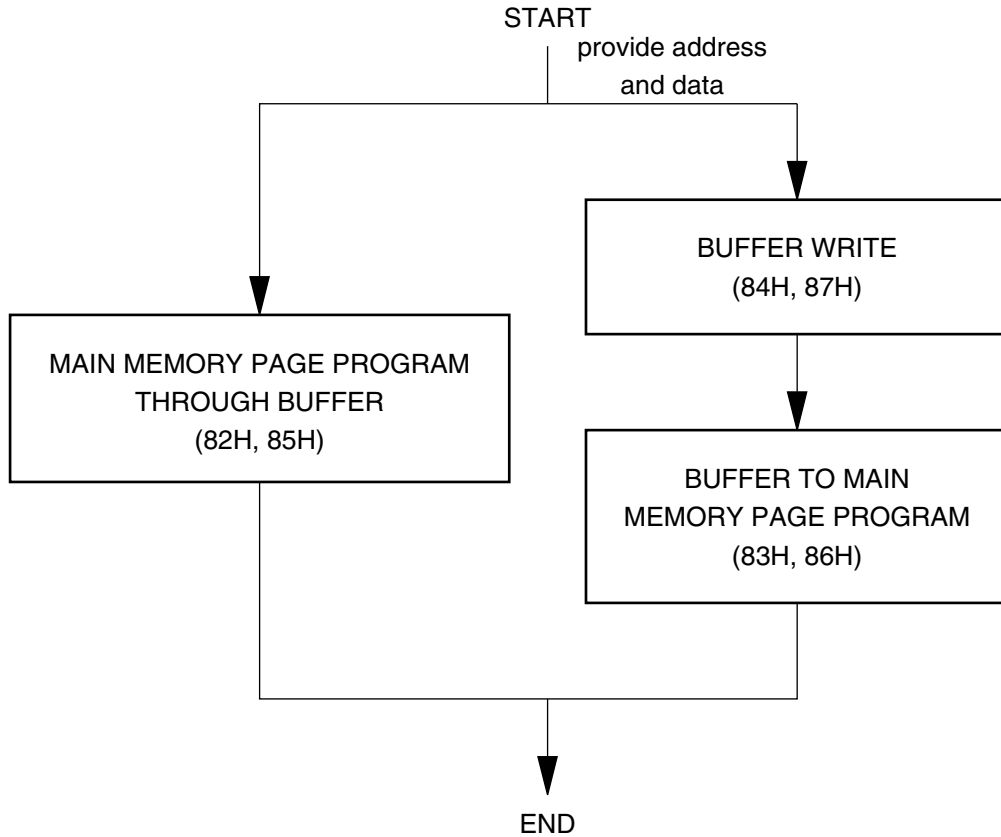 START
provide address
and data
BUFFER WRITE
(84H, 87H)
MAIN MEMORY PAGE PROGRAM
THROUGH BUFFER
(82H, 85H)
BUFFER TO MAIN
MEMORY PAGE PROGRAM
(83H, 86H)
END